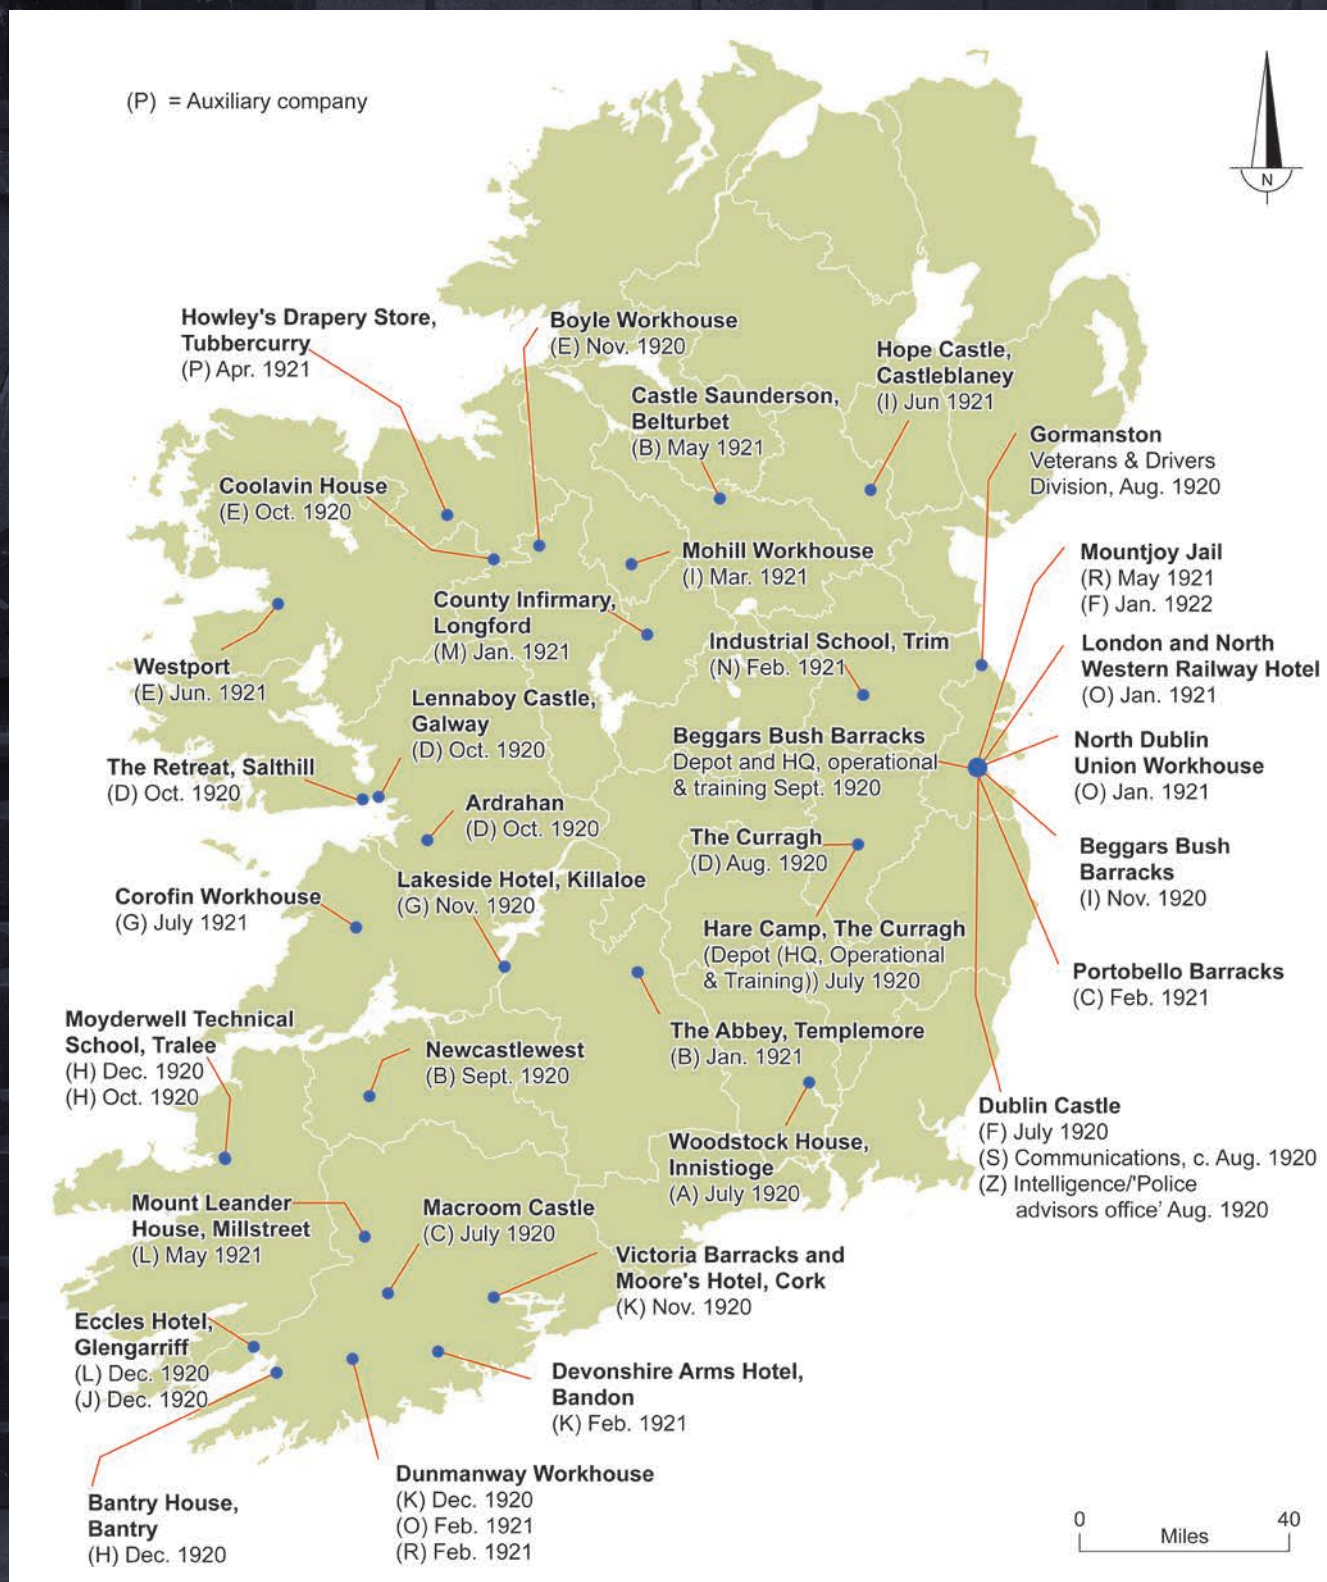 (P) = Auxiliary company
N
Howley's Drapery Store,
Tubbercurry
(P) Apr. 1921
Boyle Workhouse
(E) Nov. 1920
Hope Castle,
Castleblaney
(I) Jun 1921
Castle Saunderson,
Belturbet
(B) May 1921
Gormanston
Veterans & Drivers
Division, Aug. 1920
Coolavin House
(E) Oct. 1920
Mohill Workhouse
(I) Mar. 1921
Mountjoy Jail
(R) May 1921
(F) Jan. 1922
County Infirmary,
Longford
(M) Jan. 1921
Industrial School, Trim
(N) Feb. 1921
London and North
Western Railway Hotel
(O) Jan. 1921
Westport
(E) Jun. 1921
Lennaboy Castle,
Galway
(D) Oct. 1920
Beggars Bush Barracks
Depot and HQ, operational
& training Sept. 1920
North Dublin
Union Workhouse
(O) Jan. 1921
The Retreat, Salthill
(D) Oct. 1920
Ardrahan
(D) Oct. 1920
The Curragh
(D) Aug. 1920
Beggars Bush
Barracks
(I) Nov. 1920
Lakeside Hotel, Killaloe
(G) Nov. 1920
Corofin Workhouse
(G) July 1921
Hare Camp, The Curragh
(Depot (HQ, Operational
& Training)) July 1920
Portobello Barracks
(C) Feb. 1921
Moyderwell Technical
School, Tralee
(H) Dec. 1920
(H) Oct. 1920
Newcastlewest
(B) Sept. 1920
The Abbey, Templemore
(B) Jan. 1921
Dublin Castle
(F) July 1920
(S) Communications, c. Aug. 1920
(Z) Intelligence/'Police
advisors office' Aug. 1920
Woodstock House,
Innistioge
(A) July 1920
Mount Leander
House, Millstreet
(L) May 1921
Macroom Castle
(C) July 1920
Victoria Barracks and
Moore's Hotel, Cork
(K) Nov. 1920
Eccles Hotel,
Glengarriff
(L) Dec. 1920
(J) Dec. 1920
Devonshire Arms Hotel,
Bandon
(K) Feb. 1921
Dunmanway Workhouse
(K) Dec. 1920
(O) Feb. 1921
(R) Feb. 1921
Bantry House,
Bantry
(H) Dec. 1920
0 40
Miles